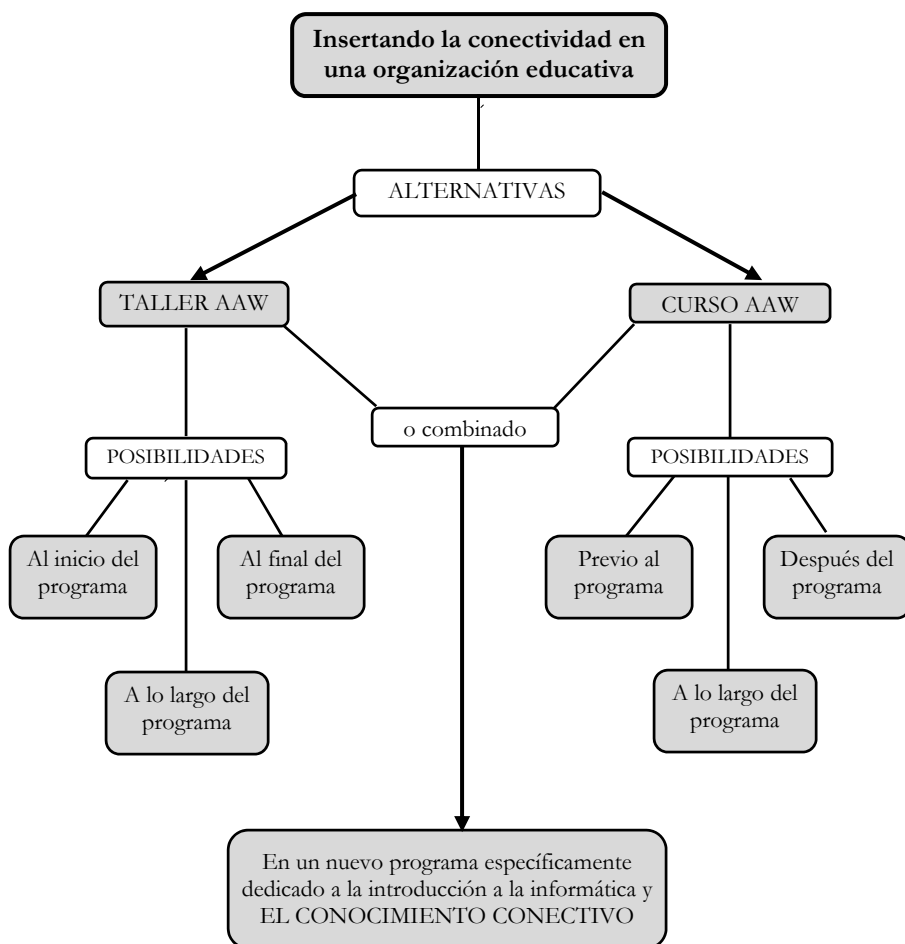 Insertando la conectividad en
una organización educativa
ALTERNATIVAS
TALLER AAW
CURSO AAW
o combinado
POSIBILIDADES
POSIBILIDADES
Al inicio del
programa
Al final del
programa
Previo al
programa
Después del
programa
A lo largo del
programa
A lo largo del
programa
En un nuevo programa específicamente
dedicado a la introducción a la informática y
EL CONOCIMIENTO CONECTIVO